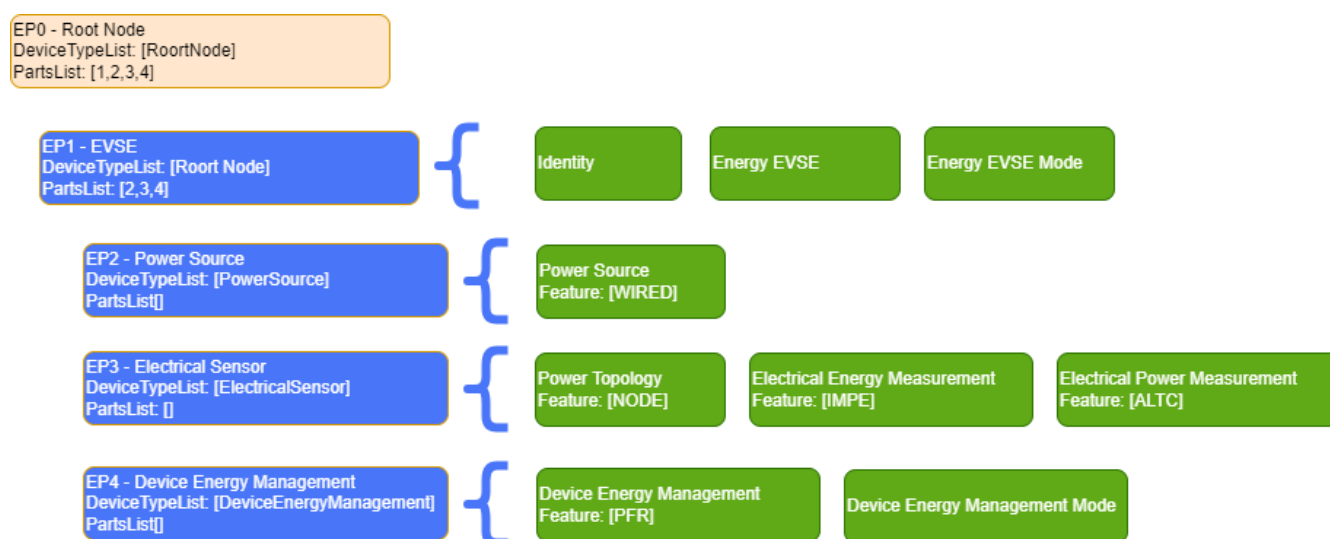 EP0 - Root Node
DeviceTypeList: [RoortNode]
PartsList: [1,2,3,4]
EP1 - EVSE
DeviceTypeList: [Roort Node]
PartsList: [2,3,4]
Identity
Energy EVSE
Energy EVSE Mode
EP2 - Power Source
DeviceTypeList: [PowerSource]
PartsList[]
Power Source
Feature: [WIRED]
EP3 - Electrical Sensor
DeviceTypeList: [ElectricalSensor]
PartsList: []
Power Topology
Feature: [NODE]
Electrical Energy Measurement
Feature: [IMPE]
Electrical Power Measurement
Feature: [ALTC]
EP4 - Device Energy Management
DeviceTypeList: [DeviceEnergyManagement]
PartsList[]
Device Energy Management
Feature: [PFR]
Device Energy Management Mode